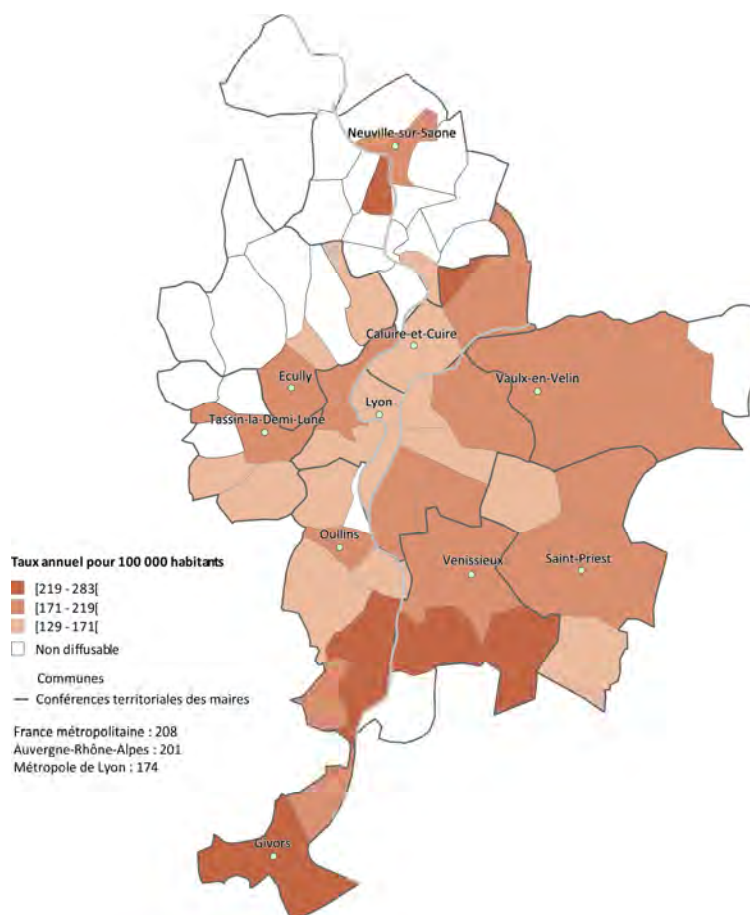 Neuville-sur-Saone
Caluire-et-Cuire
Ecully
Vaulx-en-Velin
Lyon
Tassin-la-Demi-Lune
Oullins
Venissieux
Saint-Priest
Givors
Taux annuel pour 100 000 habitants
[219 - 283[
[171 - 219[
[129 - 171[
Non diffusable
Communes
Conférences territoriales des maires
France métropolitaine : 208
Auvergne-Rhône-Alpes : 201
Métropole de Lyon : 174